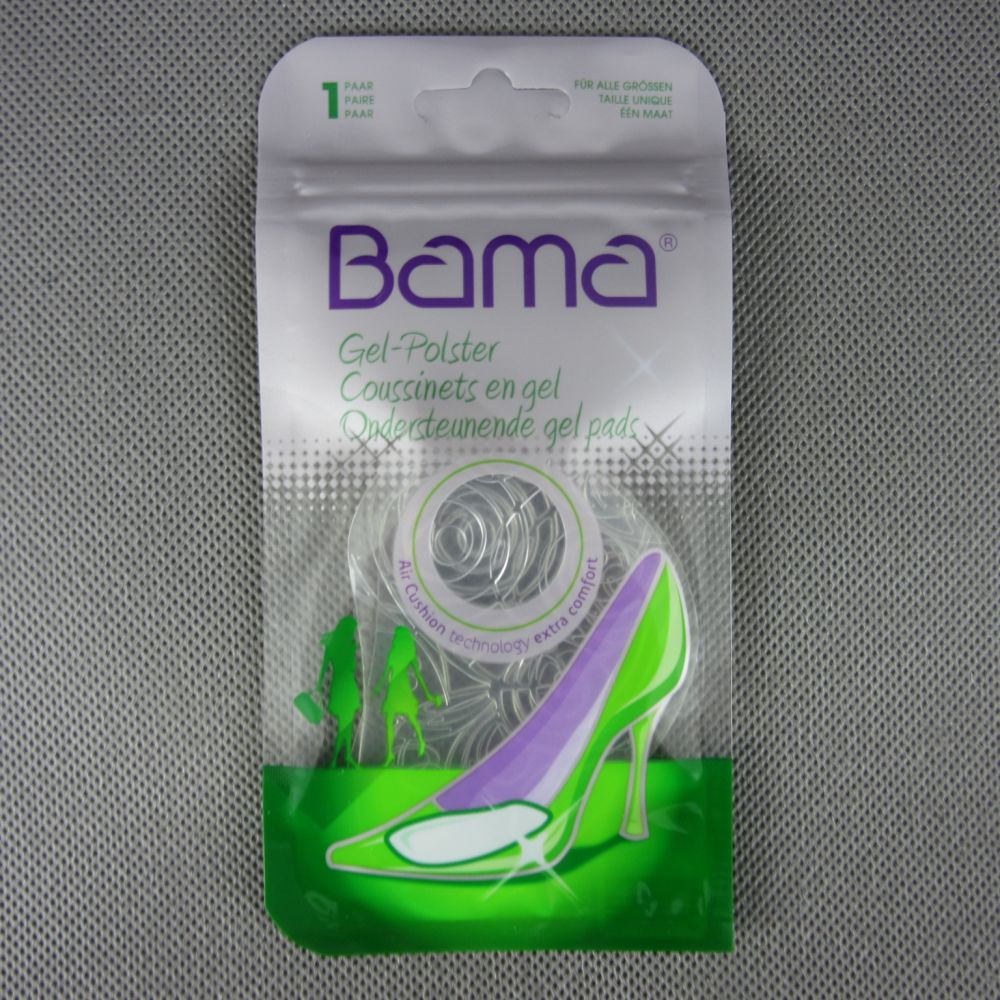 1 PAAR
PAIRE
PAAR
FÜR ALLE GRÖSSEN
TAILLE UNIQUE
ÉÉN MAAT
Bama®
Gel-Polster
Coussinets en gel
Ondersteunende gel pads
Air Cushion technology extra comfort